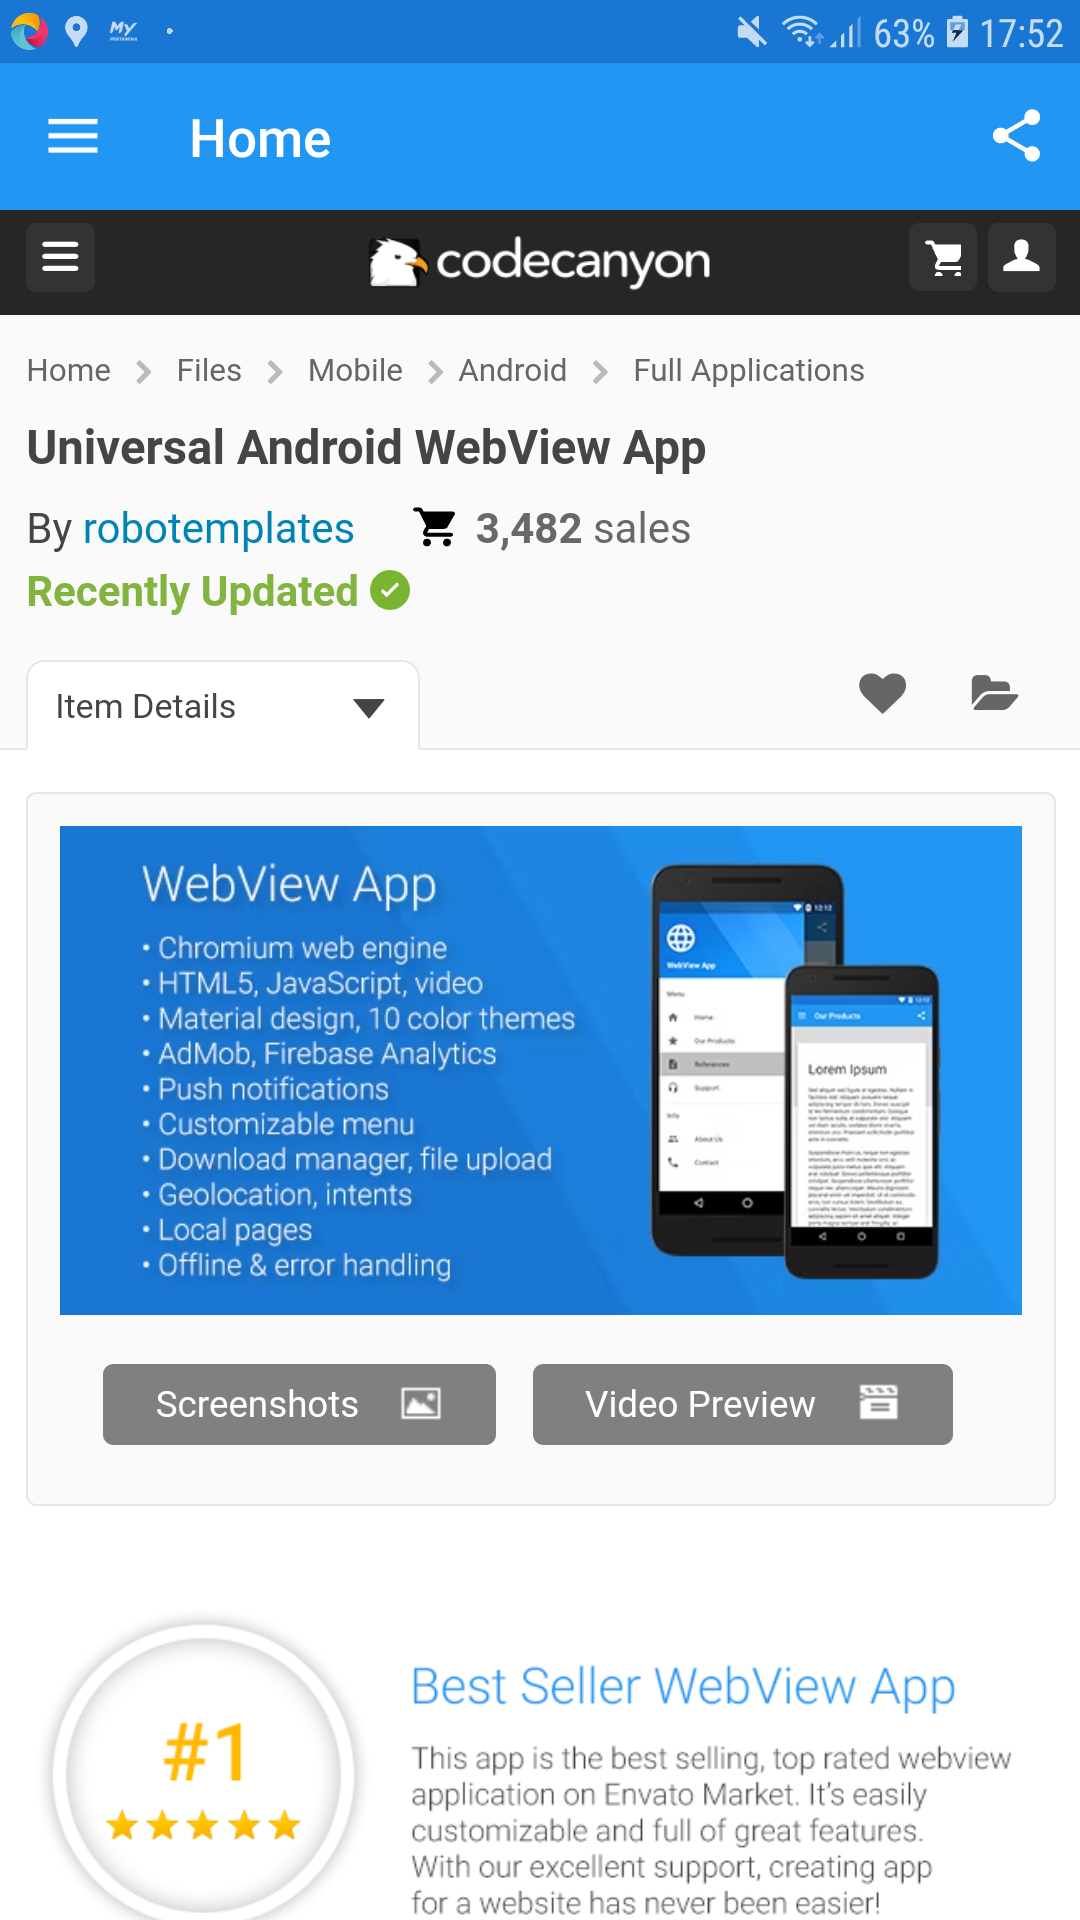 My 63% 17:52
Home
codecanyon
Home Files Mobile Android Full Applications
Universal Android WebView App
By robotemplates 3,482 sales
Recently Updated
Item Details
WebView App
• Chromium web engine
• HTML5, JavaScript, video
• Material design, 10 color themes
• AdMob, Firebase Analytics
• Push notifications
• Customizable menu
• Download manager, file upload
• Geolocation, intents
• Local pages
• Offline & error handling
12:12
WebView App
Menu
Home
Our Products
References
Support
Info
About Us
Contact
Our Products
Lorem Ipsum
Screenshots Video Preview
#1
Best Seller WebView App
This app is the best selling, top rated webview
application on Envato Market. It's easily
customizable and full of great features.
With our excellent support, creating app
for a website has never been easier!